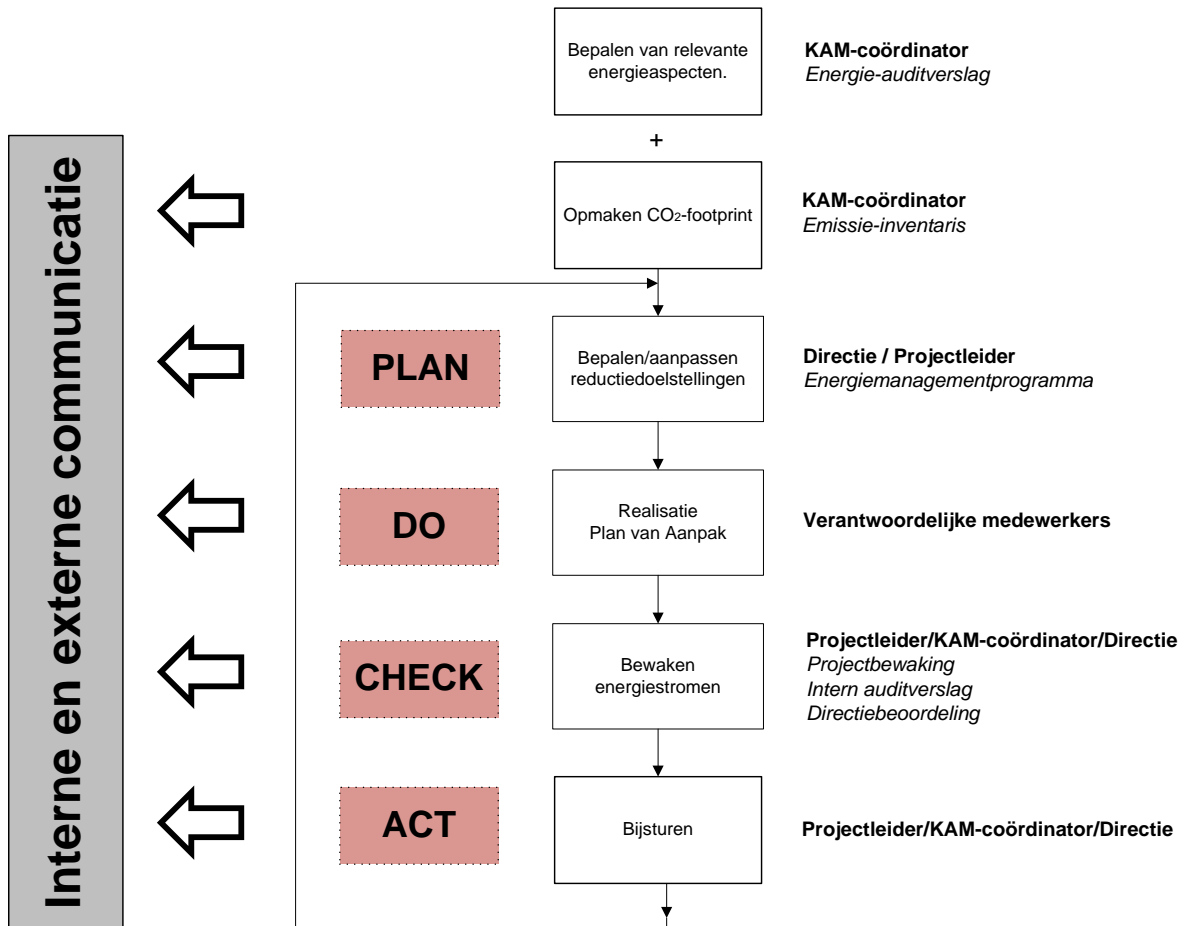 Bepalen van relevante
energieaspecten.
KAM-coördinator
Energie-auditverslag
+
Interne en externe communicatie
Opmaken CO2-footprint
KAM-coördinator
Emissie-inventaris
PLAN
Bepalen/aanpassen
reductiedoelstellingen
Directie / Projectleider
Energiemanagementprogramma
DO
Realisatie
Plan van Aanpak
Verantwoordelijke medewerkers
CHECK
Bewaken
energiestromen
Projectleider/KAM-coördinator/Directie
Projectbewaking
Intern auditverslag
Directiebeoordeling
ACT
Bijsturen
Projectleider/KAM-coördinator/Directie